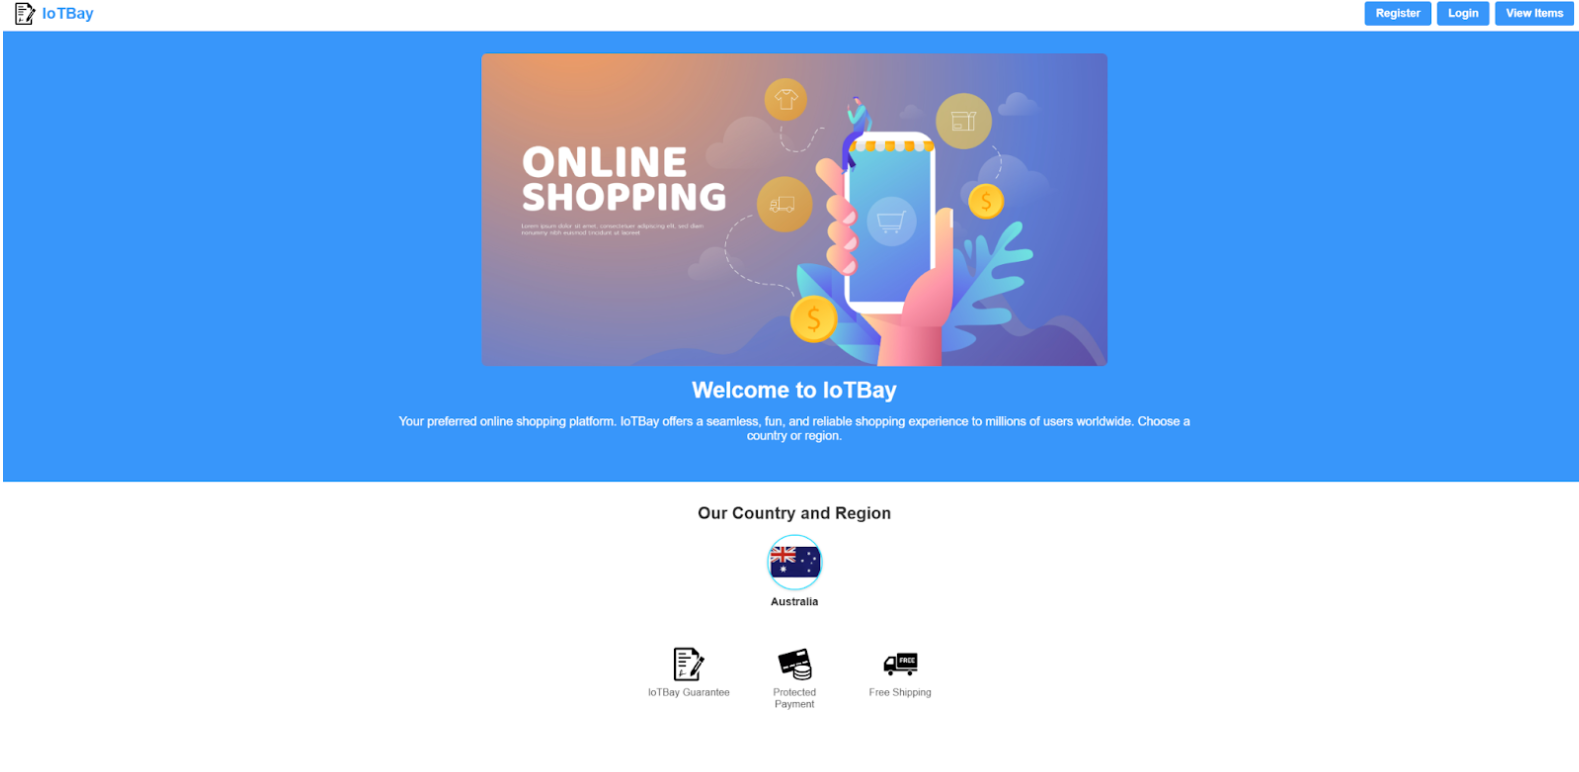 IoTBay
Register
Login
View Items
ONLINE
SHOPPING
Lorem ipsum dolor sit amet, consectetuer adipiscing elit, sed diam
nonummy nibh euismod tincidunt ut laoreet
Welcome to IoTBay
Your preferred online shopping platform. IoTBay offers a seamless, fun, and reliable shopping experience to millions of users worldwide. Choose a
country or region.
Our Country and Region
Australia
FREE
IoTBay Guarantee
Protected
Payment
Free Shipping